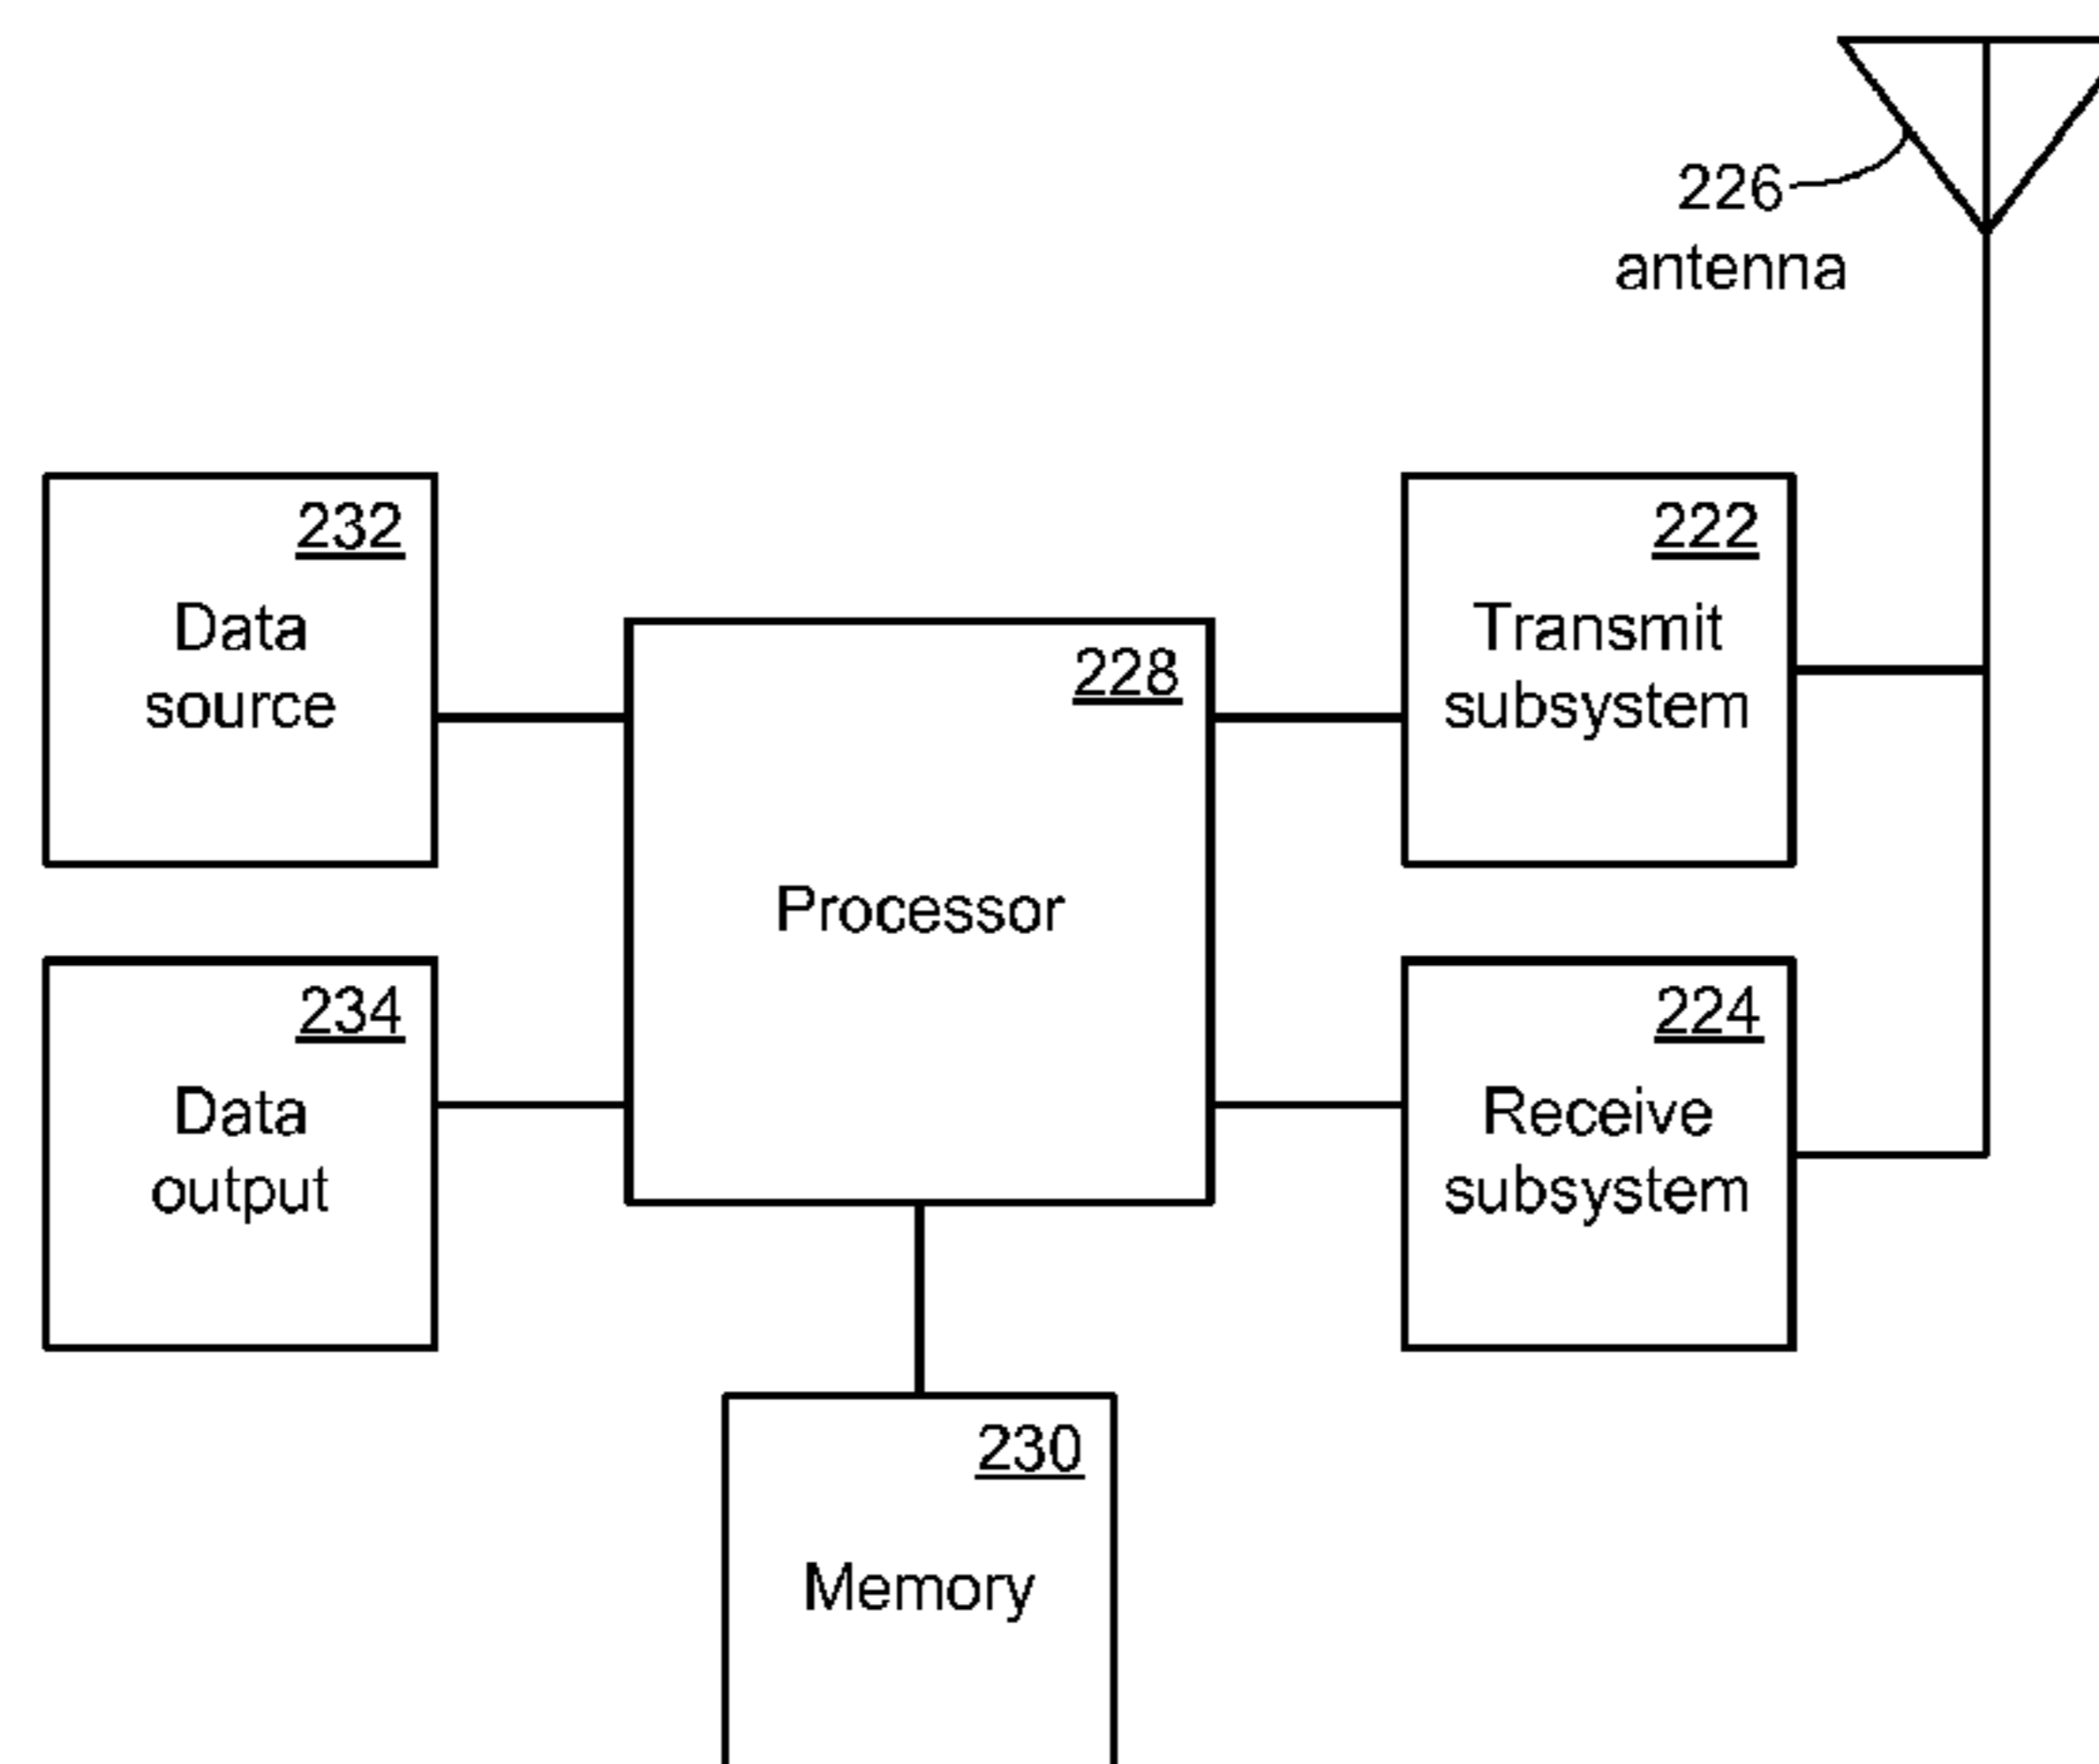 226
antenna
232
Data
source
228
Processor
222
Transmit
subsystem
234
Data
output
224
Receive
subsystem
230
Memory